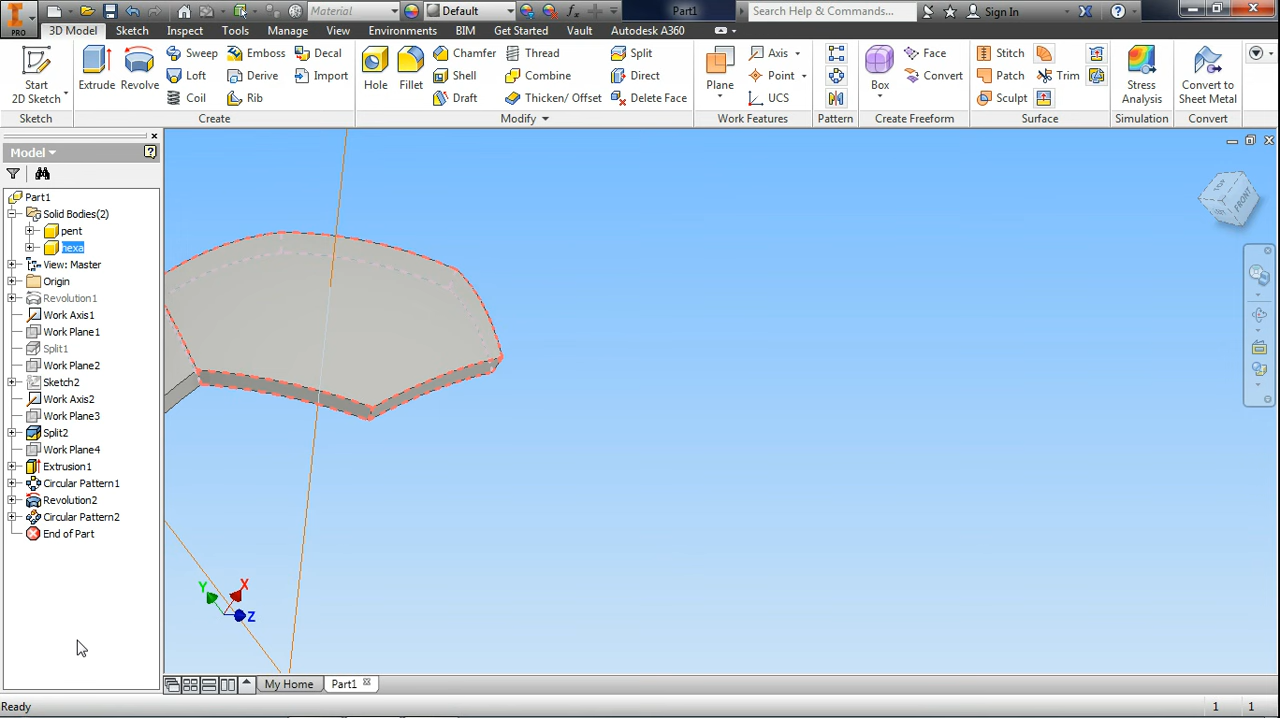 PRO
Material
Default
Part1
Search Help & Commands...
Sign In
3D Model
Sketch
Inspect
Tools
Manage
View
Environments
BIM
Get Started
Vault
Autodesk A360
Start
2D Sketch
Extrude
Revolve
Sweep
Loft
Coil
Emboss
Derive
Rib
Decal
Import
Hole
Fillet
Chamfer
Shell
Draft
Thread
Combine
Thicken/ Offset
Split
Direct
Delete Face
Plane
Axis
Point
UCS
Box
Face
Convert
Stitch
Patch
Sculpt
Trim
Stress
Analysis
Convert to
Sheet Metal
Sketch
Create
Modify
Work Features
Pattern
Create Freeform
Surface
Simulation
Convert
Model
Part1
Solid Bodies(2)
pent
hexa
View: Master
Origin
Revolution1
Work Axis1
Work Plane1
Split1
Work Plane2
Sketch2
Work Axis2
Work Plane3
Split2
Work Plane4
Extrusion1
Circular Pattern1
Revolution2
Circular Pattern2
End of Part
FRONT
X
Y
Z
My Home
Part1
Ready
1 1